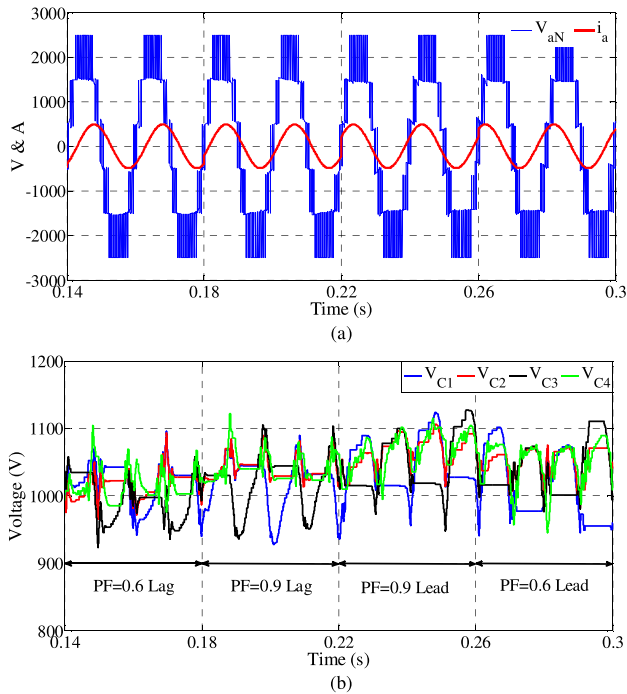 3000
V_aN i_a
2000
1000
0
-1000
-2000
-3000
V & A
0.14 0.18 0.22 0.26 0.3
Time (s)
(a)
1200
V_C1 V_C2 V_C3 V_C4
1100
1000
900
800
Voltage (V)
PF=0.6 Lag PF=0.9 Lag PF=0.9 Lead PF=0.6 Lead
0.14 0.18 0.22 0.26 0.3
Time (s)
(b)